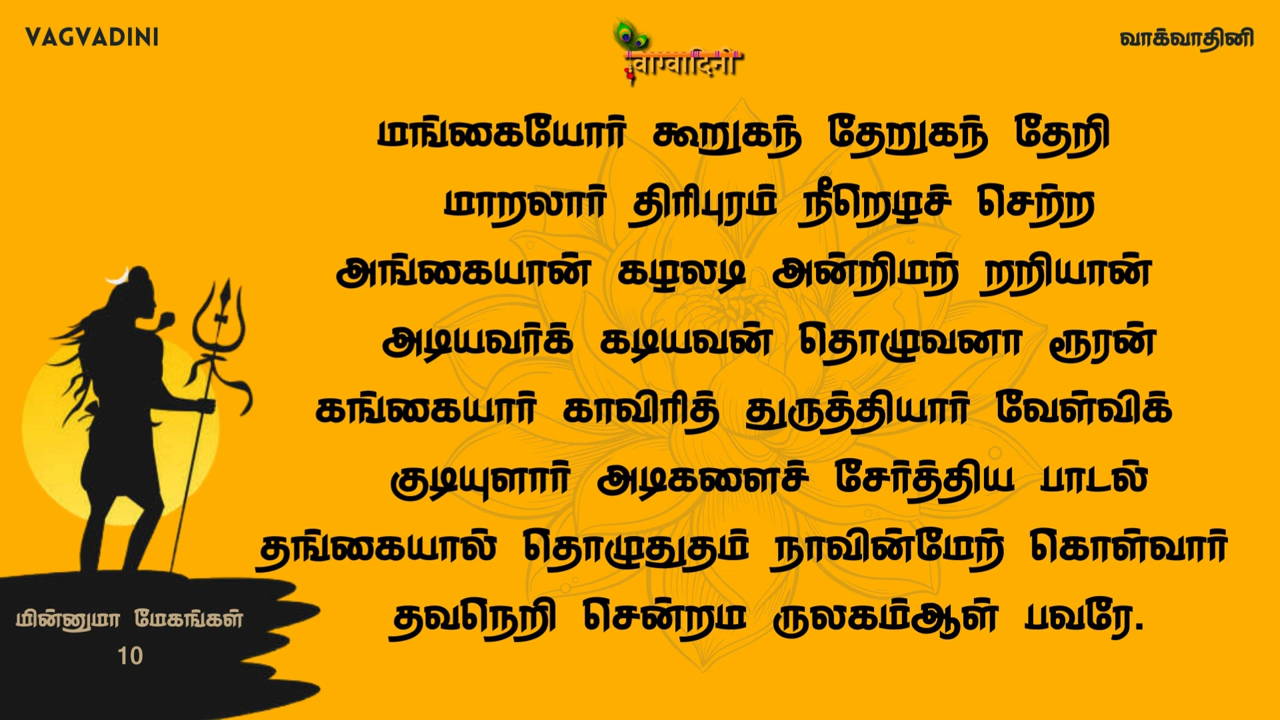 VAGVADINI
वाग्वादिनी
வாக்வாதினி
மங்கையோர் கூறுகந் தேறுகந் தேறி
மாறலார் திரிபுரம் நீறெழச் செற்ற
அங்கையான் கழலடி அன்றிமற் றறியான்
அடியவர்க் கடியவன் தொழுவனா ரூரன்
கங்கையார் காவிரித் துருத்தியார் வேள்விக்
குடியுளார் அடிகளைச் சேர்த்திய பாடல்
தங்கையால் தொழுதுதம் நாவின்மேற் கொள்வார்
தவநெறி சென்றம ருலகம்ஆள் பவரே.
மின்னுமா மேகங்கள்
10